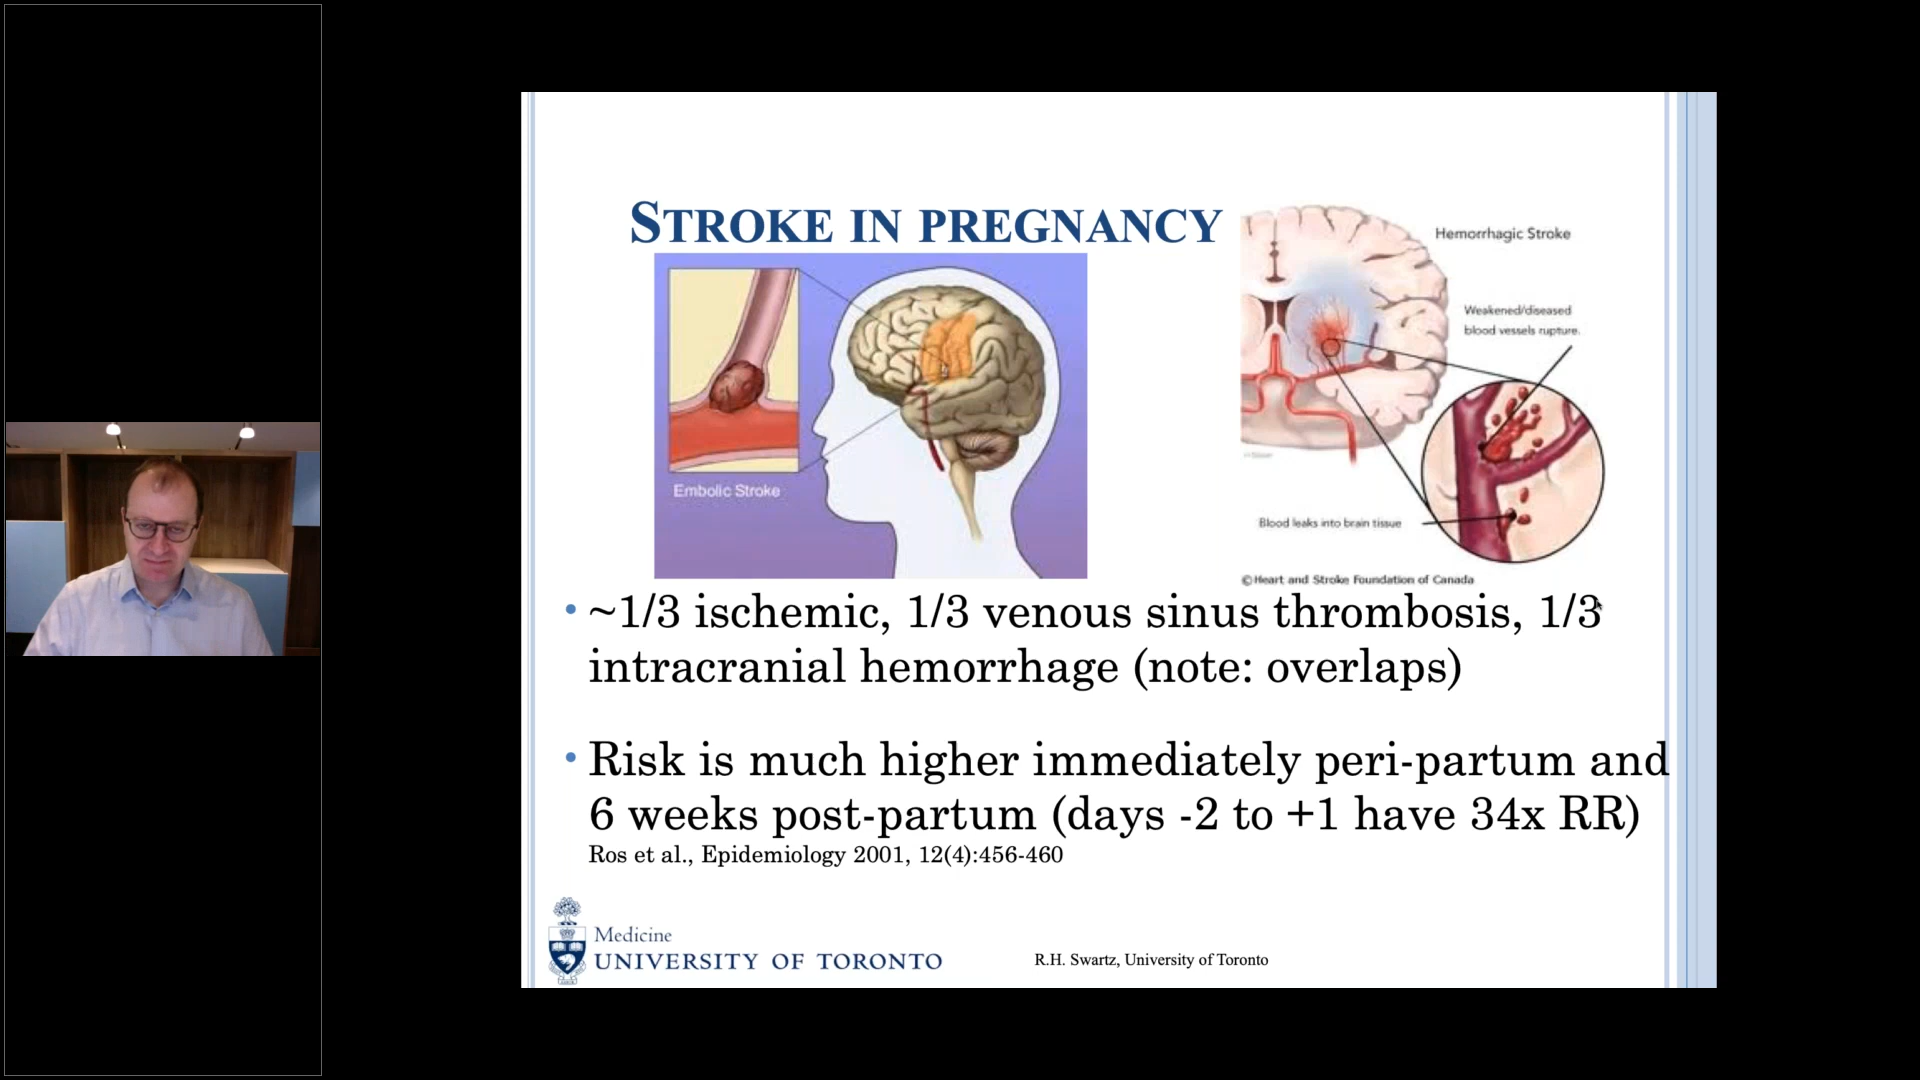 STROKE IN PREGNANCY
Embolic Stroke
Hemorrhagic Stroke
Weakened/diseased
blood vessels rupture.
Blood leaks into brain tissue
©Heart and Stroke Foundation of Canada
• ~1/3 ischemic, 1/3 venous sinus thrombosis, 1/3
intracranial hemorrhage (note: overlaps)
• Risk is much higher immediately peri-partum and
6 weeks post-partum (days -2 to +1 have 34x RR)
Ros et al., Epidemiology 2001, 12(4):456-460
Medicine
UNIVERSITY OF TORONTO
R.H. Swartz, University of Toronto